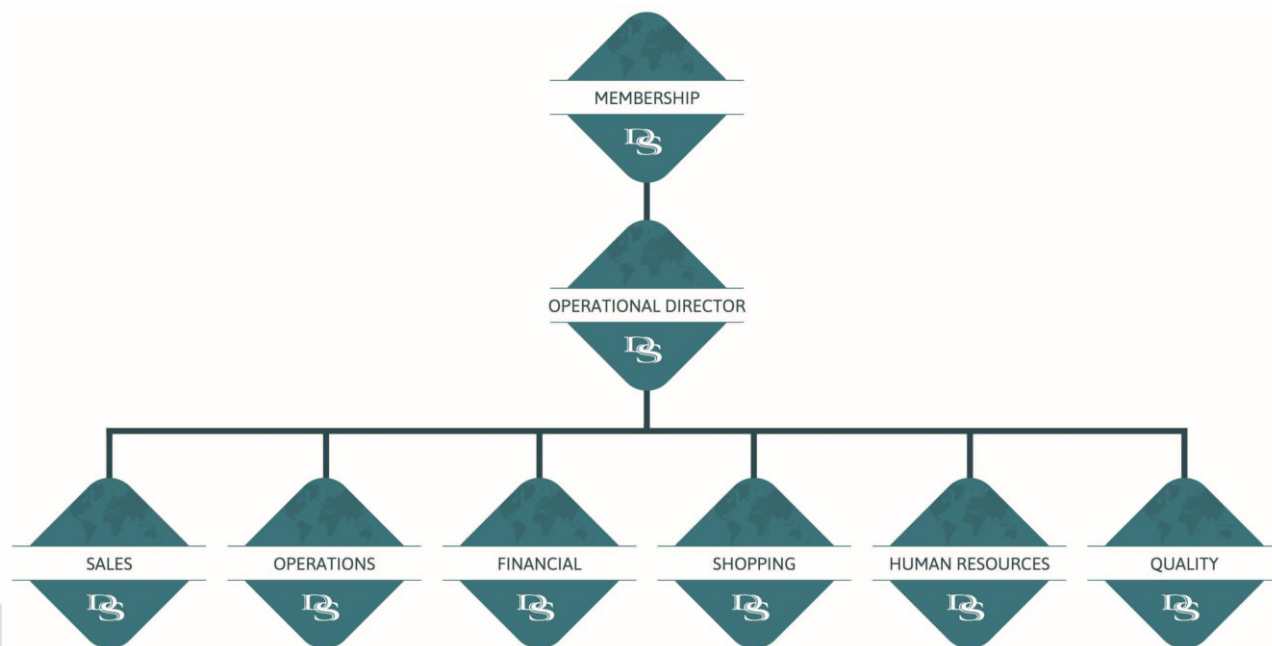 MEMBERSHIP
DS
OPERATIONAL DIRECTOR
DS
SALES
OPERATIONS
FINANCIAL
SHOPPING
HUMAN RESOURCES
QUALITY
DS
DS
DS
DS
DS
DS